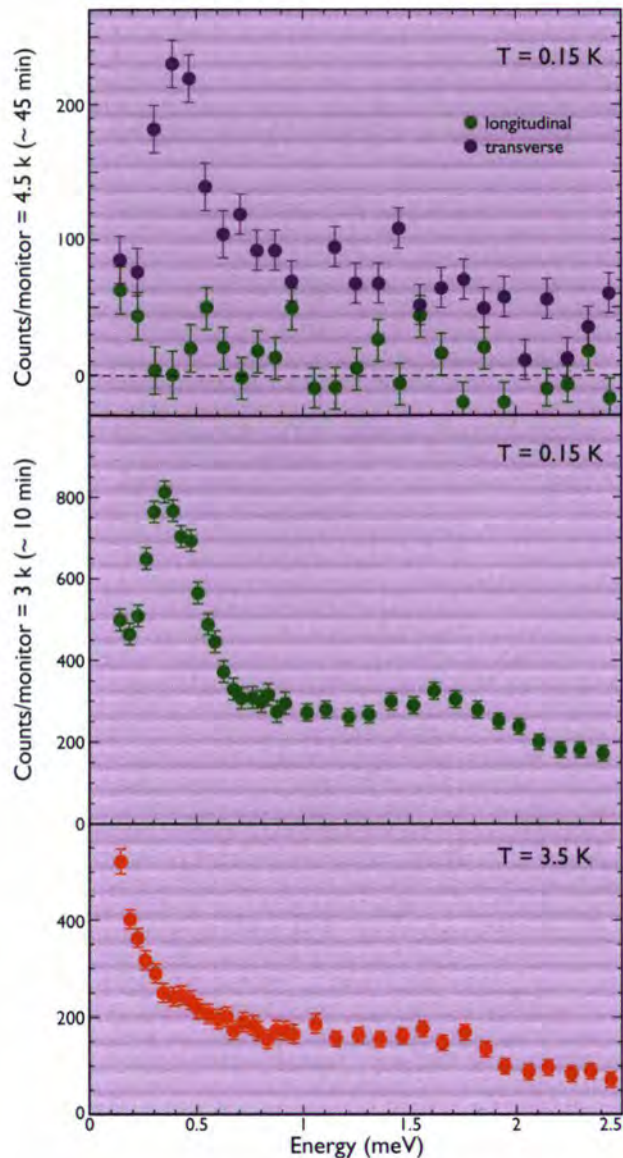 T = 0.15 K
longitudinal
transverse
200
100
0
Counts/monitor = 4.5 k (~ 45 min)
T = 0.15 K
800
600
400
200
0
Counts/monitor = 3 k (~ 10 min)
T = 3.5 K
400
200
0
0 0.5 1 1.5 2 2.5
Energy (meV)